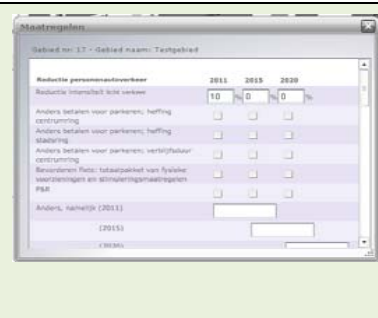 Maatregelen
Gebied nr: 17 - Gebied naam: Testgebied
Reductie personenautoverkeer 2011 2015 2020
Reductie intensiteit licht verkeer 10 % 0 % 0 %
Anders betalen voor parkeren; heffing
centrumring
Anders betalen voor parkeren; heffing
stadsring
Anders betalen voor parkeren; verblijfsduur
centrumring
Bevorderen fiets: totaalpakket van fysieke
voorzieningen en stimuleringsmaatregelen
P&R
Anders, namelijk (2011)
(2015)
(2020)